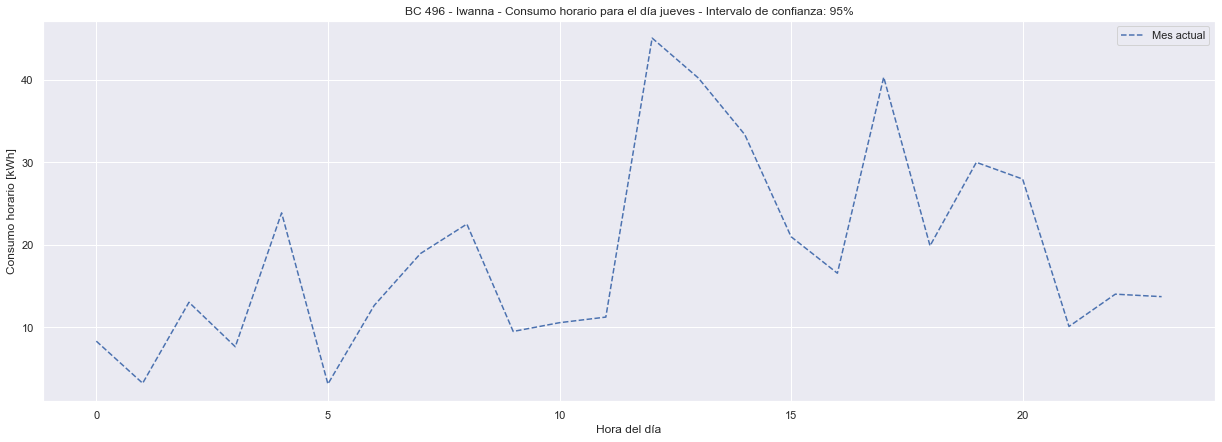 BC 496 - Iwanna - Consumo horario para el día jueves - Intervalo de confianza: 95%
Mes actual
Consumo horario [kWh]
40
30
20
10
0 5 10 15 20
Hora del día